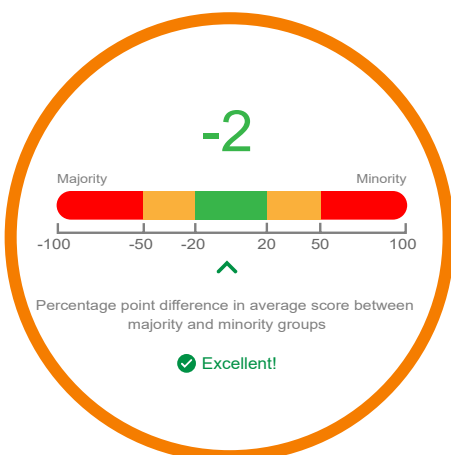 -2
Majority Minority
-100 -50 -20 20 50 100
Percentage point difference in average score between
majority and minority groups
Excellent!